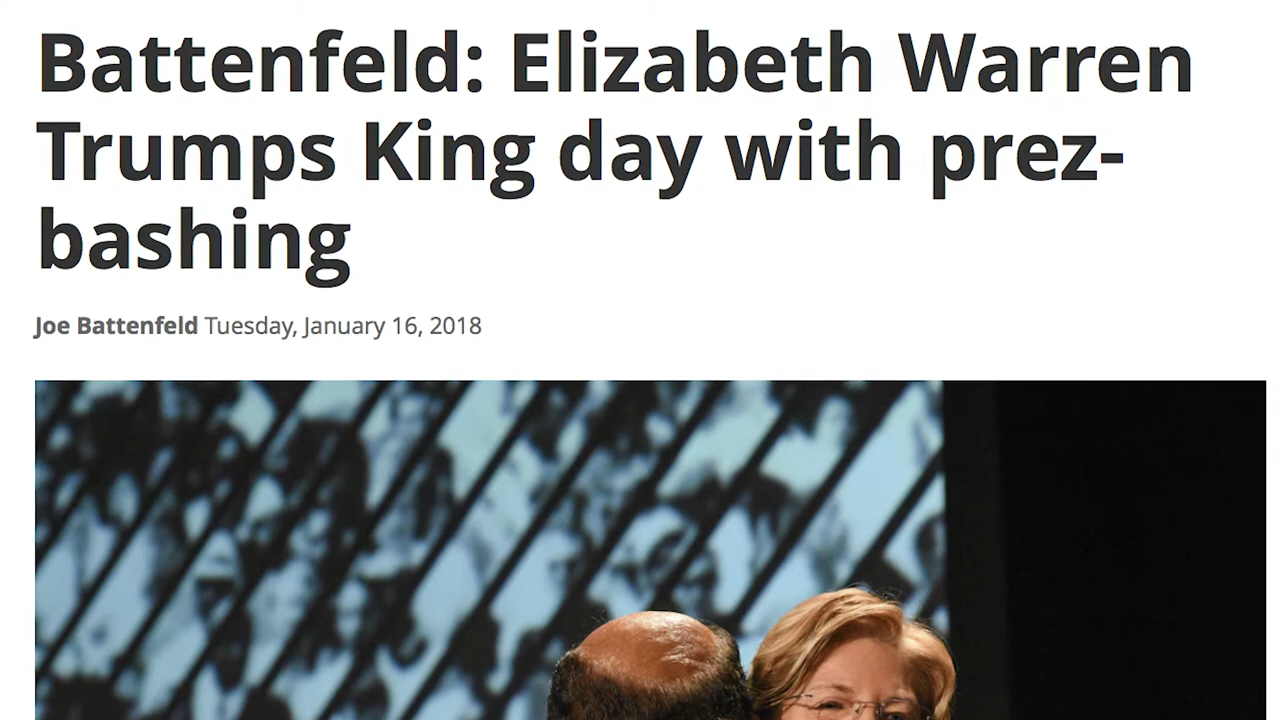 Battenfeld: Elizabeth Warren
Trumps King day with prez-
bashing
Joe Battenfeld Tuesday, January 16, 2018